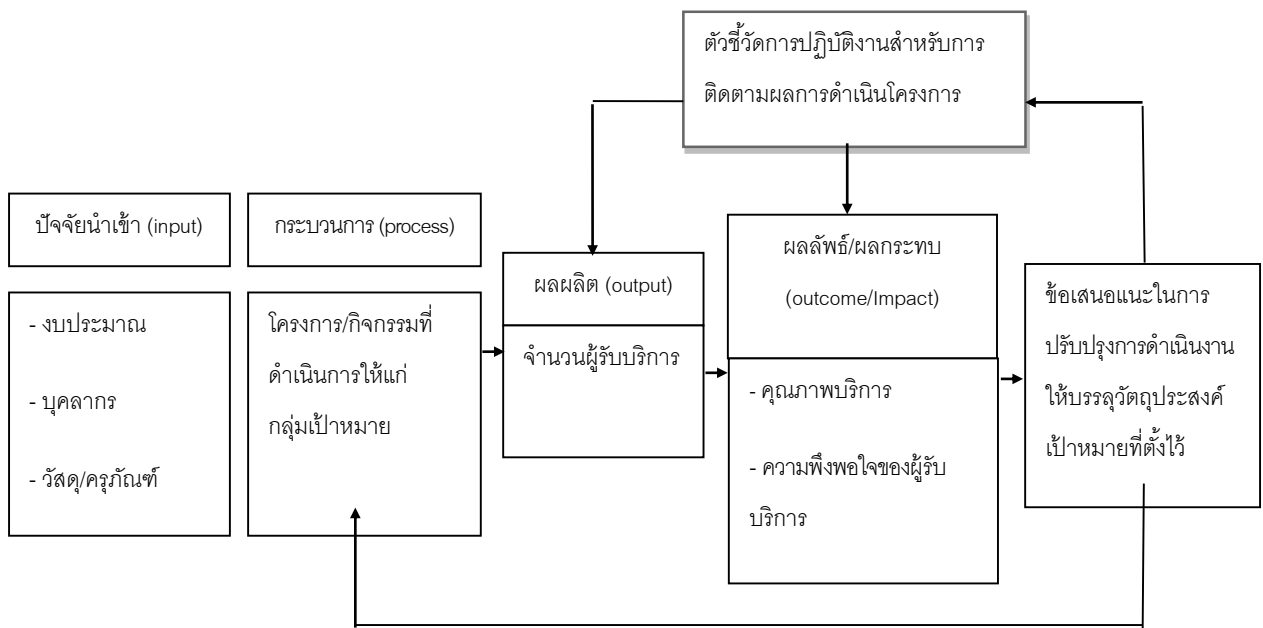 ตัวชี้วัดการปฏิบัติงานสำหรับการ
ติดตามผลการดำเนินโครงการ
ปัจจัยนำเข้า (input)
- งบประมาณ
- บุคลากร
- วัสดุ/ครุภัณฑ์
กระบวนการ (process)
โครงการ/กิจกรรมที่
ดำเนินการให้แก่
กลุ่มเป้าหมาย
ผลผลิต (output)
จำนวนผู้รับบริการ
ผลลัพธ์/ผลกระทบ
(outcome/Impact)
- คุณภาพบริการ
- ความพึงพอใจของผู้รับ
บริการ
ข้อเสนอแนะในการ
ปรับปรุงการดำเนินงาน
ให้บรรลุวัตถุประสงค์
เป้าหมายที่ตั้งไว้